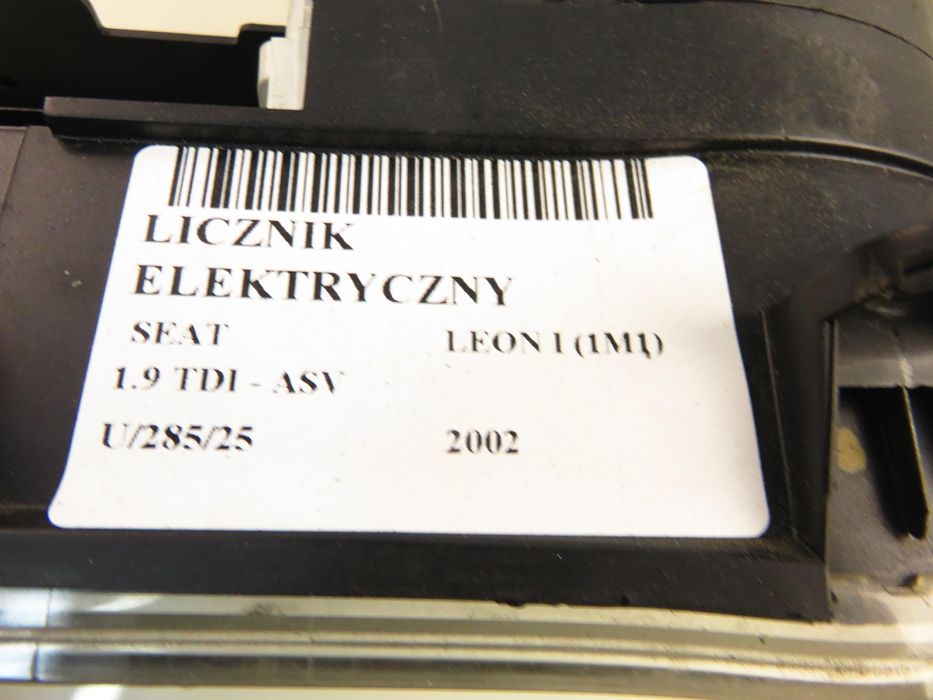 LICZNIK
ELEKTRYCZNY
SEAT LEON I (1M1)
1.9 TDI - ASV
U/285/25 2002